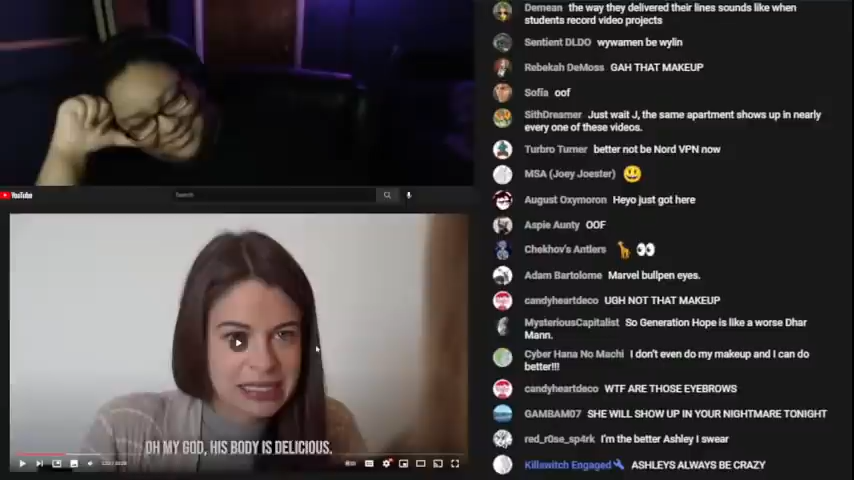 Demean the way they delivered their lines sounds like when
students record video projects
Sentient DLDO wywamen be wylin
Rebekah DeMoss GAH THAT MAKEUP
Sofia oof
SithDreamer Just wait J, the same apartment shows up in nearly
every one of these videos.
Turbro Turner better not be Nord VPN now
MSA (Joey Joester)
August Oxymoron Heyo just got here
Aspie Aunty OOF
Chekhov's Antlers
Adam Bartolome Marvel bullpen eyes.
candyheartdeco UGH NOT THAT MAKEUP
MysteriousCapitalist So Generation Hope is like a worse Dhar
Mann.
Cyber Hana No Machi I don't even do my makeup and I can do
better!!!
candyheartdeco WTF ARE THOSE EYEBROWS
GAMBAM07 SHE WILL SHOW UP IN YOUR NIGHTMARE TONIGHT
red_r0se_sp4rk I'm the better Ashley I swear
Killawitch Engaged ASHLEYS ALWAYS BE CRAZY
YouTube
Search
OH MY GOD, HIS BODY IS DELICIOUS.